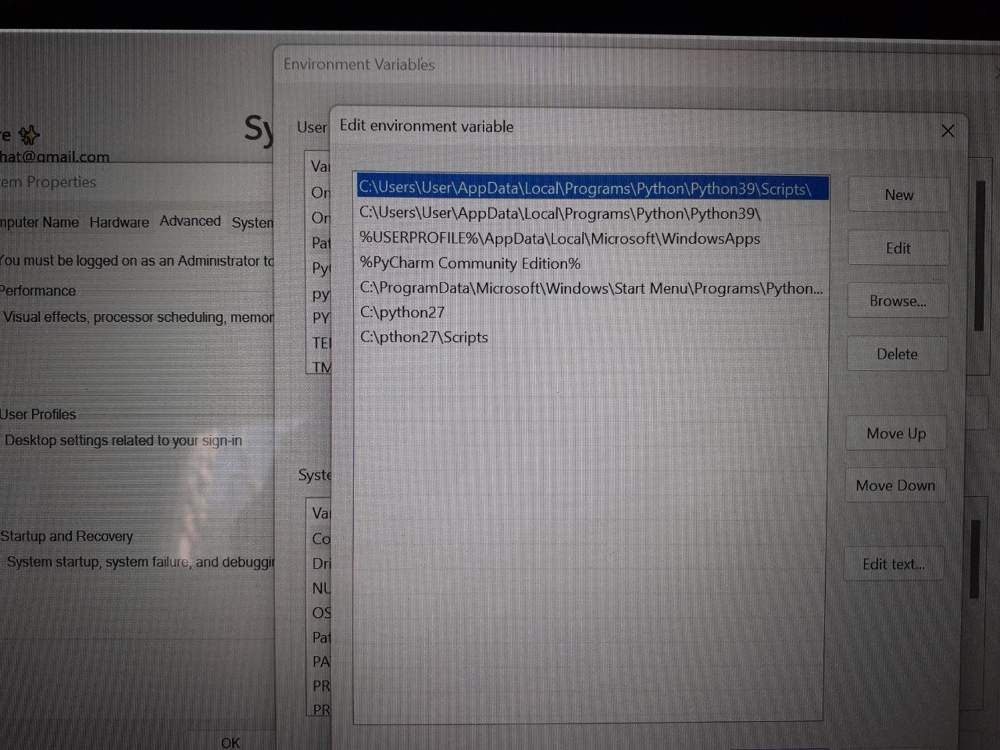 Environment Variables
Edit environment variable
User
Sy
re ✨
hat@gmail.com
em Properties
mputer Name Hardware Advanced System
You must be logged on as an Administrator to
Performance
Visual effects, processor scheduling, memor
User Profiles
Desktop settings related to your sign-in
Startup and Recovery
System startup, system failure, and debuggin
OK
Va
On
On
Pat
Py
py
PY
TE
TM
Syste
Va
Co
Dri
NU
OS
Pat
PA
PR
PR
C:\Users\User\AppData\Local\Programs\Python\Python39\Scripts\
C:\Users\User\AppData\Local\Programs\Python\Python39\
%USERPROFILE%\AppData\Local\Microsoft\WindowsApps
%PyCharm Community Edition%
C:\ProgramData\Microsoft\Windows\Start Menu\Programs\Python...
C:\python27
C:\pthon27\Scripts
New
Edit
Browse...
Delete
Move Up
Move Down
Edit text...